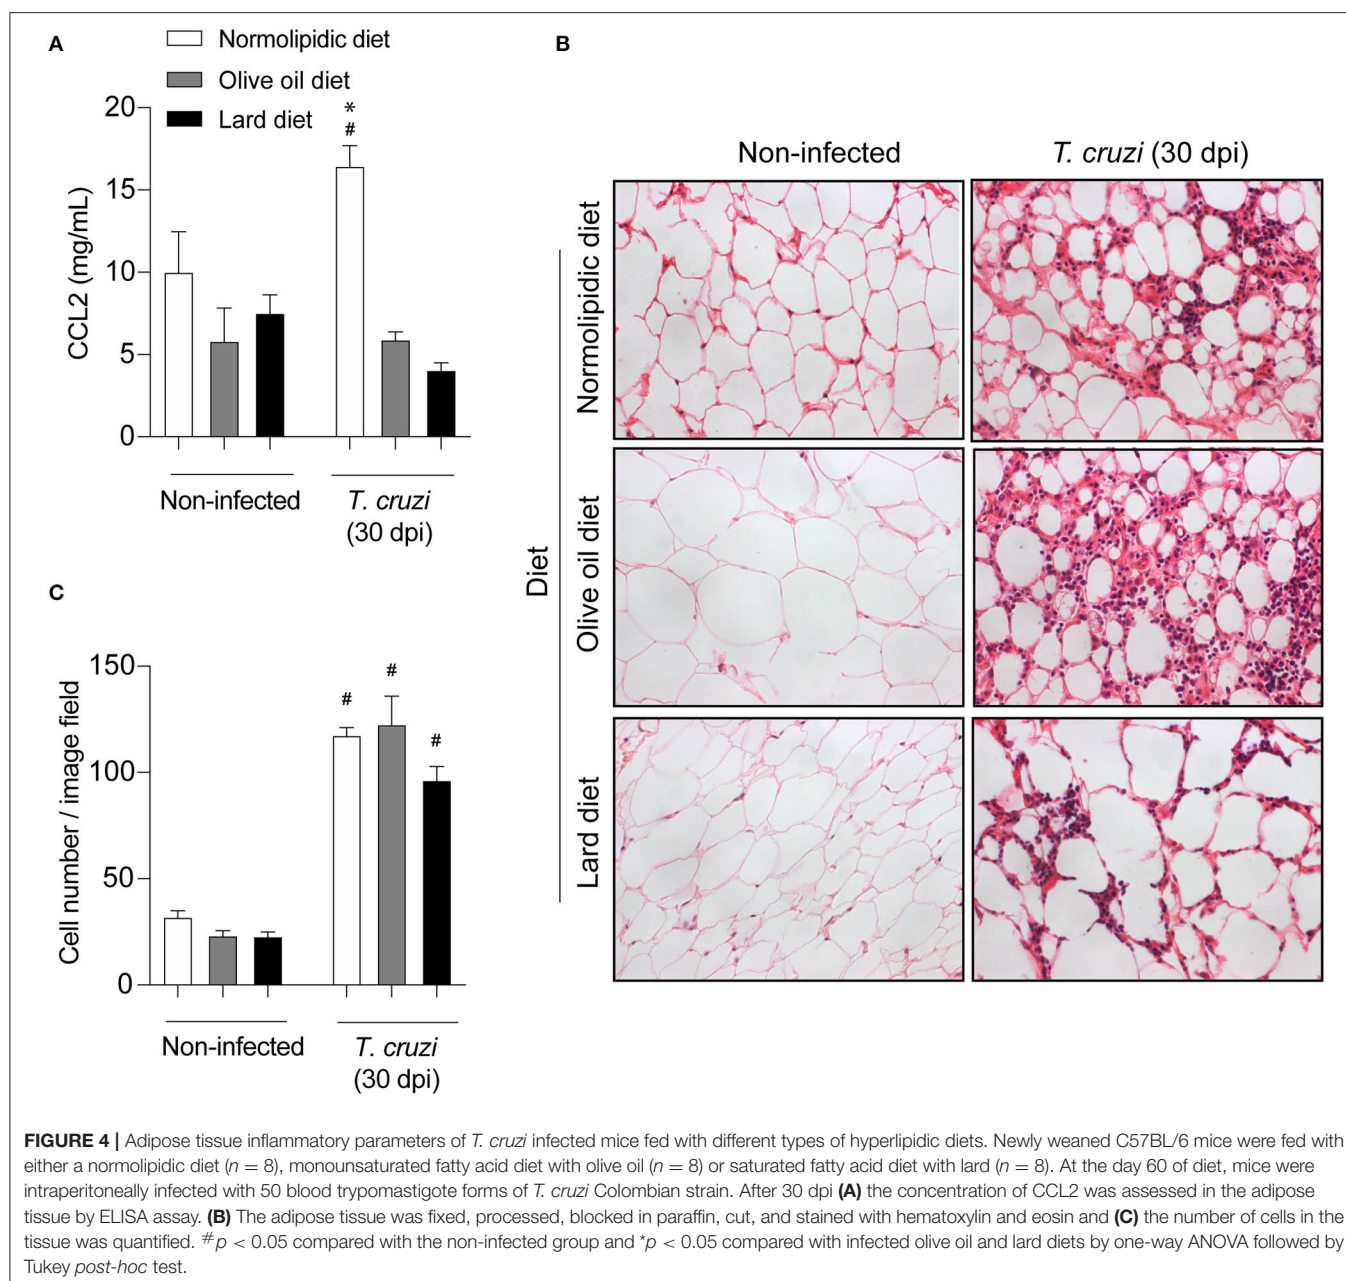 A
Normolipidic diet
Olive oil diet
Lard diet
20
15
10
5
0
CCL2 (mg/mL)
*
#
Non-infected
T. cruzi
(30 dpi)
B
Non-infected
T. cruzi (30 dpi)
Diet
Normolipidic diet
Olive oil diet
Lard diet
C
150
100
50
0
Cell number / image field
#
#
#
Non-infected
T. cruzi
(30 dpi)
FIGURE 4 | Adipose tissue inflammatory parameters of T. cruzi infected mice fed with different types of hyperlipidic diets. Newly weaned C57BL/6 mice were fed with
either a normolipidic diet (n = 8), monounsaturated fatty acid diet with olive oil (n = 8) or saturated fatty acid diet with lard (n = 8). At the day 60 of diet, mice were
intraperitoneally infected with 50 blood trypomastigote forms of T. cruzi Colombian strain. After 30 dpi (A) the concentration of CCL2 was assessed in the adipose
tissue by ELISA assay. (B) The adipose tissue was fixed, processed, blocked in paraffin, cut, and stained with hematoxylin and eosin and (C) the number of cells in the
tissue was quantified. #p < 0.05 compared with the non-infected group and *p < 0.05 compared with infected olive oil and lard diets by one-way ANOVA followed by
Tukey post-hoc test.